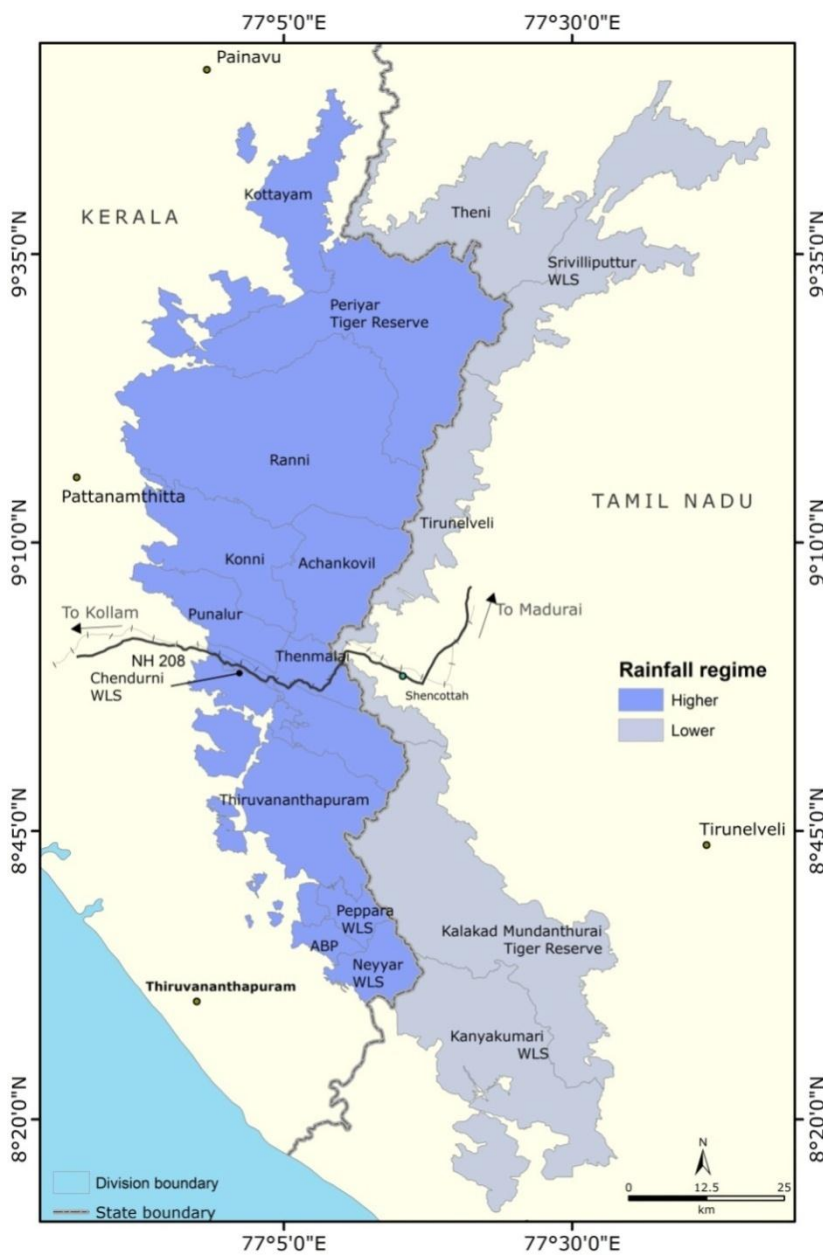 77°5'0"E
77°30'0"E
Painavu
Kottayam
KERALA
Theni
9°35'0"N
9°35'0"N
Srivilliputtur
WLS
Periyar
Tiger Reserve
Ranni
Pattanamthitta
TAMIL NADU
Tirunelveli
9°10'0"N
9°10'0"N
Konni
Achankovil
To Kollam
Punalur
To Madurai
Thenmalai
NH 208
Chendurni
WLS
Shencottah
Rainfall regime
Higher
Lower
Thiruvananthapuram
8°45'0"N
8°45'0"N
Tirunelveli
Peppara
WLS
Kalakad Mundanthurai
Tiger Reserve
ABP
Neyyar
WLS
Thiruvananthapuram
Kanyakumari
WLS
8°20'0"N
8°20'0"N
N
Division boundary
State boundary
0 12.5 25
km
77°5'0"E
77°30'0"E